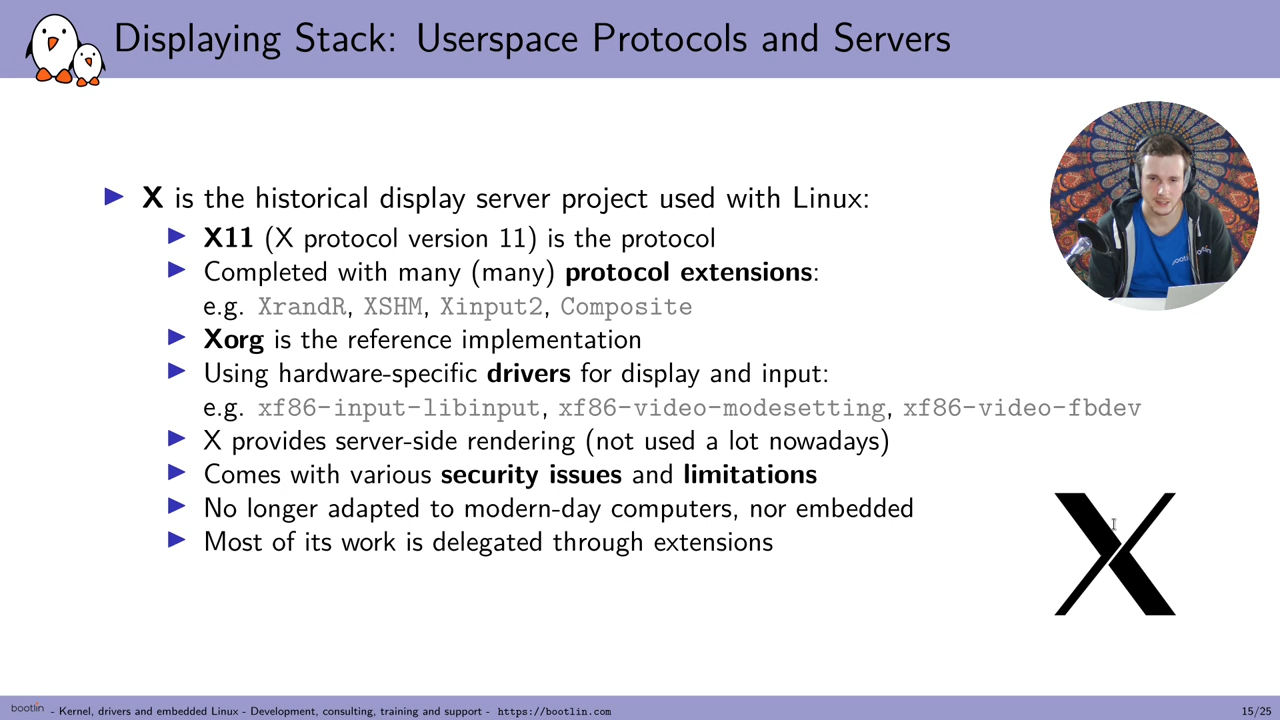 Displaying Stack: Userspace Protocols and Servers
▶ X is the historical display server project used with Linux:
▶ X11 (X protocol version 11) is the protocol
▶ Completed with many (many) protocol extensions:
e.g. XrandR, XSHM, Xinput2, Composite
▶ Xorg is the reference implementation
▶ Using hardware-specific drivers for display and input:
e.g. xf86-input-libinput, xf86-video-modesetting, xf86-video-fbdev
▶ X provides server-side rendering (not used a lot nowadays)
▶ Comes with various security issues and limitations
▶ No longer adapted to modern-day computers, nor embedded
▶ Most of its work is delegated through extensions
X
bootlin - Kernel, drivers and embedded Linux - Development, consulting, training and support - https://bootlin.com
15/25